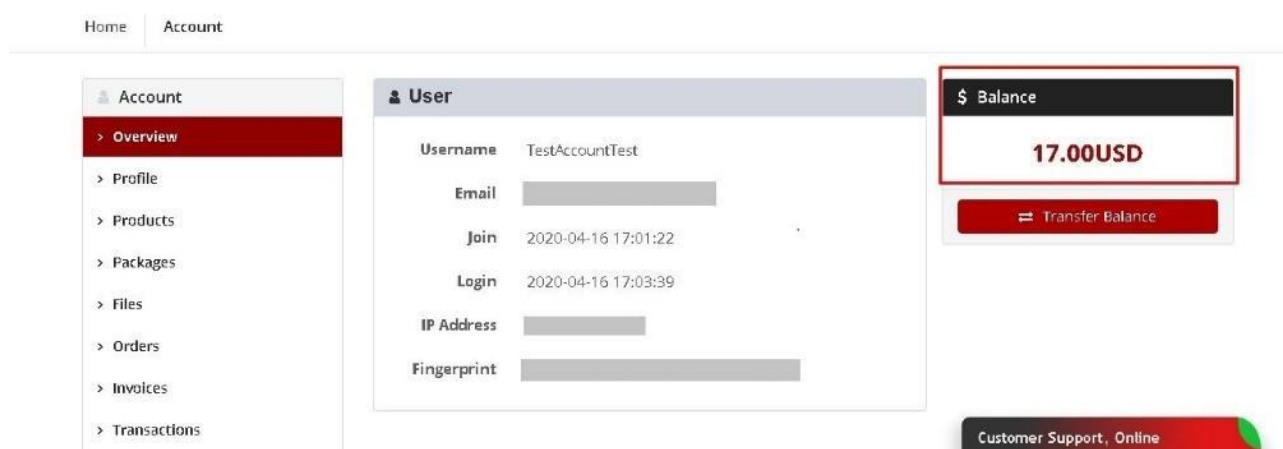 Home Account
Account
> Overview
> Profile
> Products
> Packages
> Files
> Orders
> Invoices
> Transactions
User
Username TestAccountTest
Email
Join 2020-04-16 17:01:22
Login 2020-04-16 17:03:39
IP Address
Fingerprint
$ Balance
17.00USD
Transfer Balance
Customer Support, Online